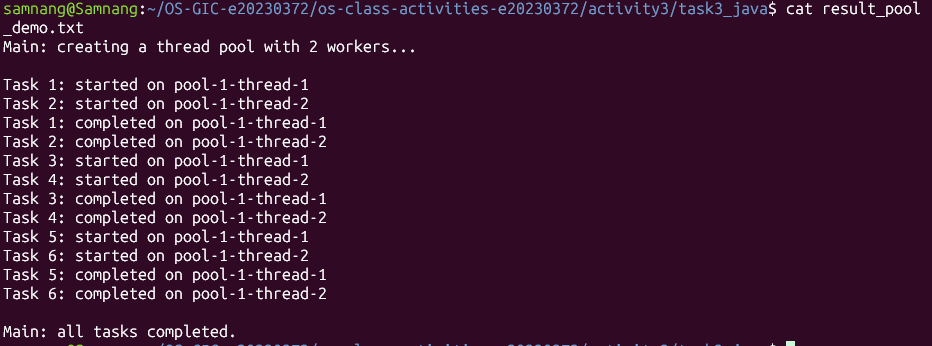 samnang@Samnang:~/OS-GIC-e20230372/os-class-activities-e20230372/activity3/task3_java$ cat result_pool
_demo.txt
Main: creating a thread pool with 2 workers...
Task 1: started on pool-1-thread-1
Task 2: started on pool-1-thread-2
Task 1: completed on pool-1-thread-1
Task 2: completed on pool-1-thread-2
Task 3: started on pool-1-thread-1
Task 4: started on pool-1-thread-2
Task 3: completed on pool-1-thread-1
Task 4: completed on pool-1-thread-2
Task 5: started on pool-1-thread-1
Task 6: started on pool-1-thread-2
Task 5: completed on pool-1-thread-1
Task 6: completed on pool-1-thread-2
Main: all tasks completed.